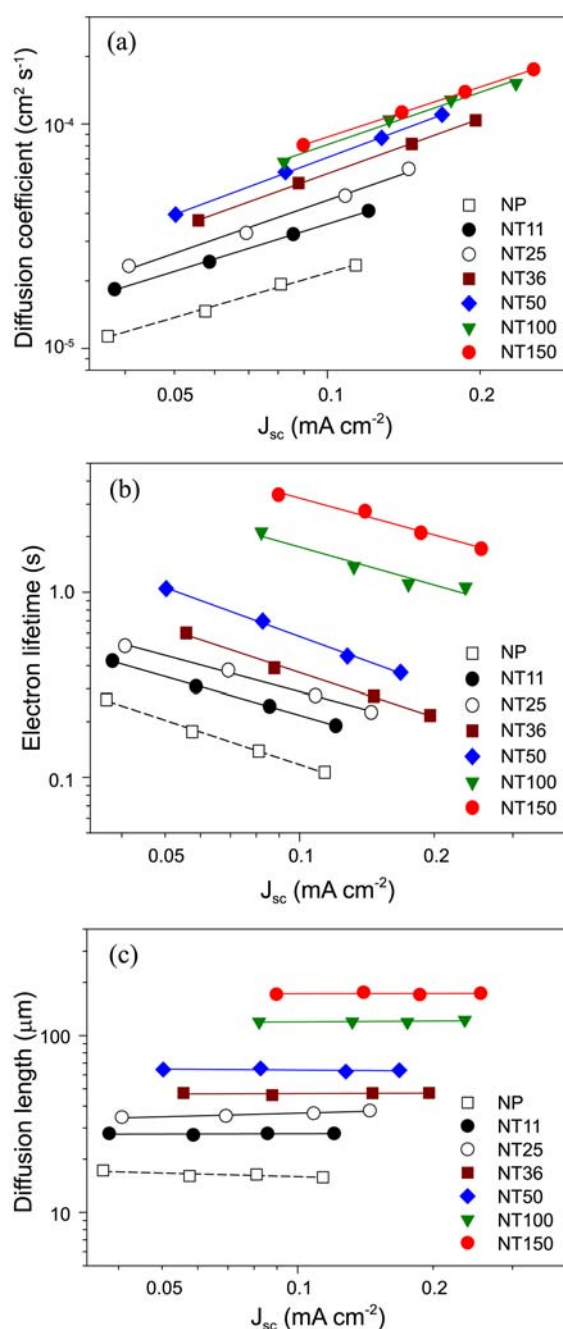 (a)
Diffusion coefficient (cm² s⁻¹)
10⁻⁴
10⁻⁵
NP
NT11
NT25
NT36
NT50
NT100
NT150
0.05
0.1
0.2
J_sc (mA cm⁻²)
(b)
Electron lifetime (s)
1.0
0.1
NP
NT11
NT25
NT36
NT50
NT100
NT150
0.05
0.1
0.2
J_sc (mA cm⁻²)
(c)
Diffusion length (μm)
100
10
NP
NT11
NT25
NT36
NT50
NT100
NT150
0.05
0.1
0.2
J_sc (mA cm⁻²)